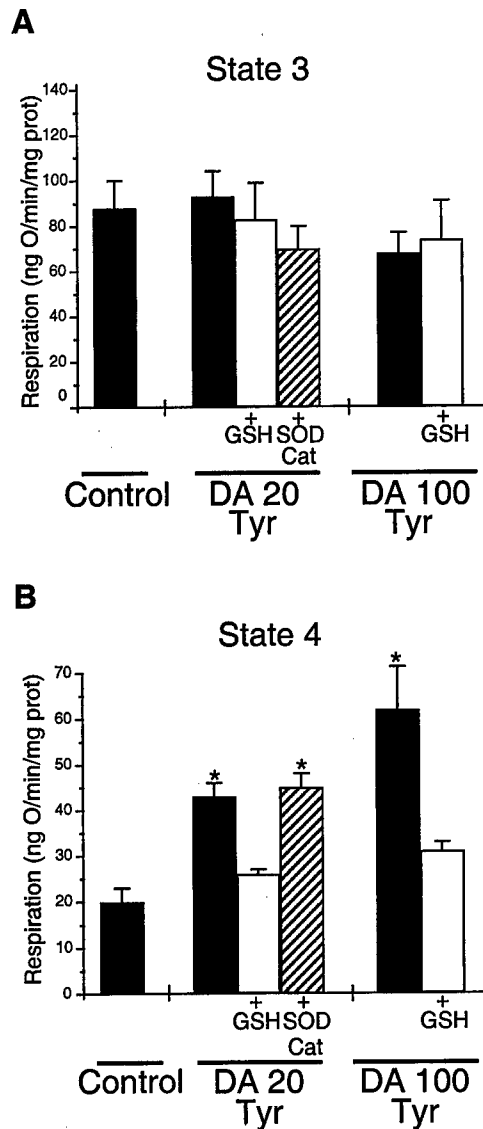 A
State 3
Respiration (ng O/min/mg prot)
140
120
100
80
60
40
20
0
+
GSH
+
SOD
Cat
+
GSH
Control
DA 20
Tyr
DA 100
Tyr
B
State 4
Respiration (ng O/min/mg prot)
70
60
50
40
30
20
10
0
*
*
*
+
GSH
+
SOD
Cat
+
GSH
Control
DA 20
Tyr
DA 100
Tyr